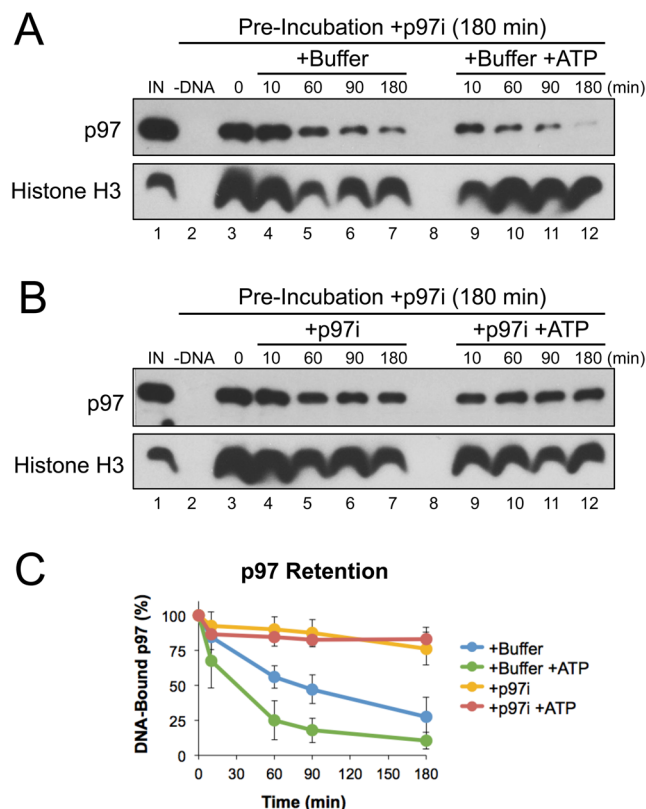 A
Pre-Incubation +p97i (180 min)
+Buffer +Buffer +ATP
IN -DNA 0 10 60 90 180 10 60 90 180 (min)
p97
Histone H3
1 2 3 4 5 6 7 8 9 10 11 12
B
Pre-Incubation +p97i (180 min)
+p97i +p97i +ATP
IN -DNA 0 10 60 90 180 10 60 90 180 (min)
p97
Histone H3
1 2 3 4 5 6 7 8 9 10 11 12
C
p97 Retention
DNA-Bound p97 (%)
100
75
50
25
0
0 30 60 90 120 150 180
Time (min)
+Buffer
+Buffer +ATP
+p97i
+p97i +ATP